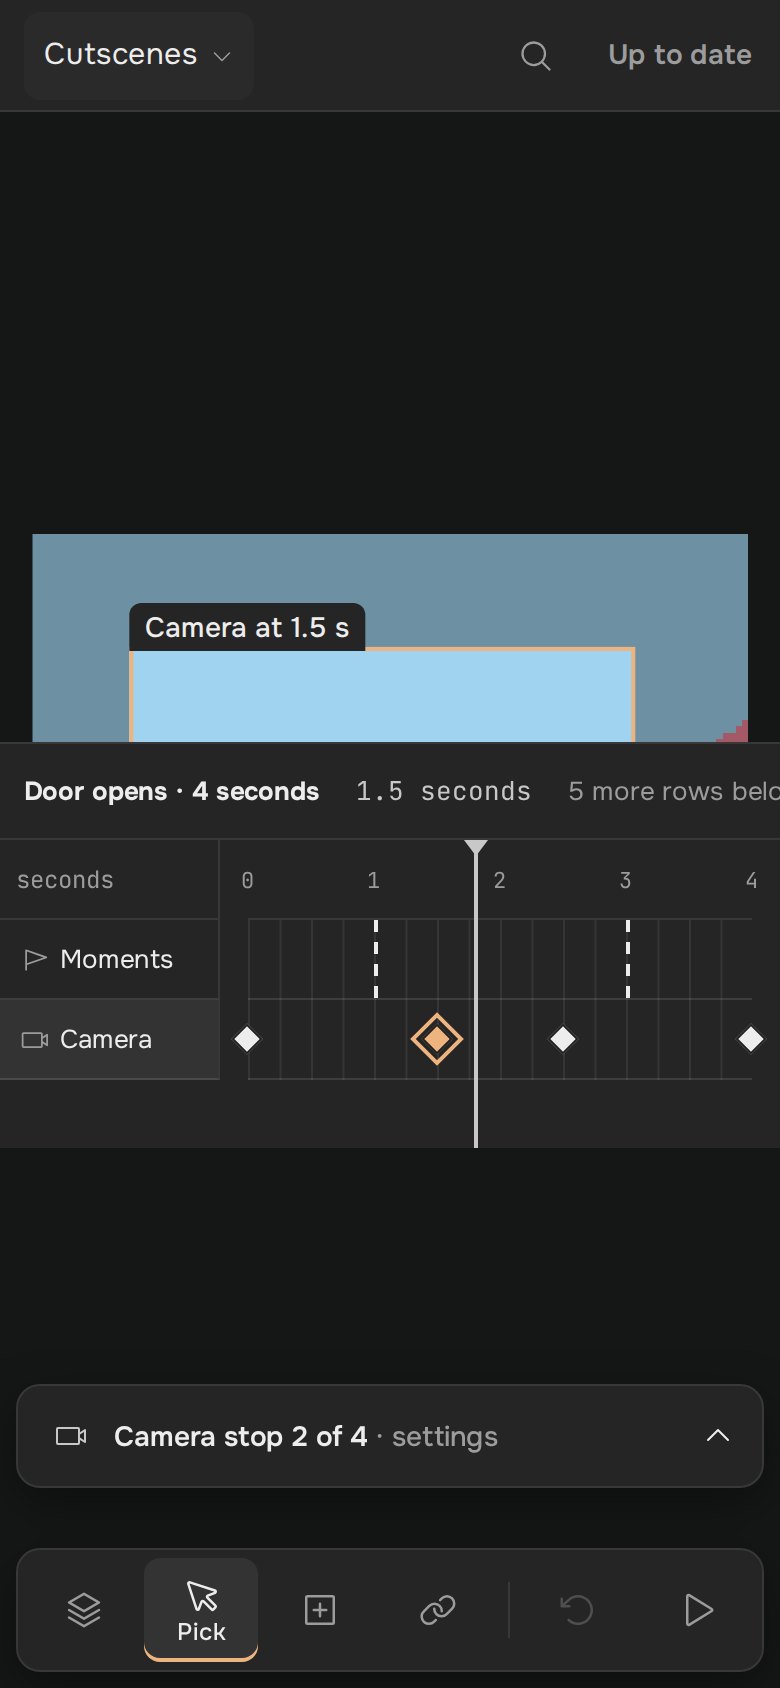 Cutscenes
Up to date
Camera at 1.5 s
Door opens · 4 seconds 1.5 seconds 5 more rows
seconds 0 1 2 3 4
Moments
Camera
Camera stop 2 of 4 · settings
Pick